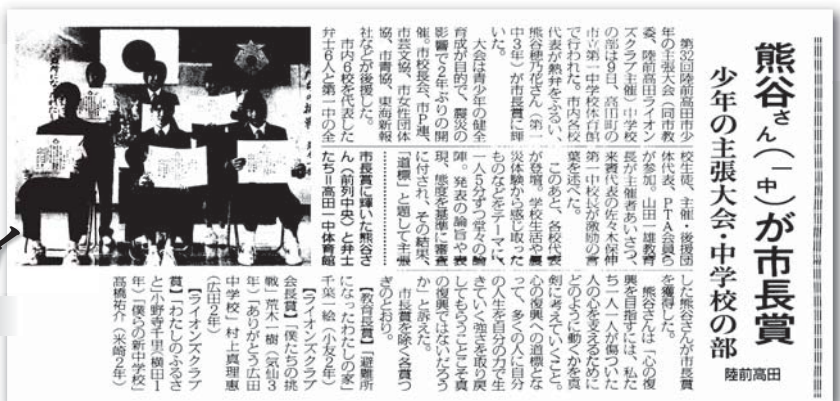 熊谷さん(一中)が市長賞
少年の主張大会・中学校の部
陸前高田
第32回陸前高田市少
年の主張大会(同市教
委、陸前高田ライオン
ズクラブ主催)中学校
の部は9日、高田町の
市立第一中学校体育館
で行われた。市内各校
代表が熱弁をふるい、
熊谷穂乃花さん(第一
中3年)が市長賞に輝
いた。
大会は青少年の健全
育成が目的で、震災の
影響で2年ぶりの開
催。市校長会、市P連、
市芸文協、市女性団体
協、市青協、東海新報
社などが後援した。
市内6校を代表した
弁士6人と第一中の全
校生徒、主催・後援団
体代表、PTA会員ら
が参加。山田一雄教育
長が主催者あいさつ、
来賓代表の佐々木保伸
第一中校長が激励の言
葉を述べた。
このあと、各校代表
が登壇。学校生活や震
災体験から感じ取った
ものなどをテーマに、
一人5分ずつ堂々の論
陣。発表の論旨や表
現、態度を基準に審査
に付され、その結果、
「道標」と題して主張
した熊谷さんが市長賞
を獲得した。
熊谷さんは「心の復
興を目指すには、私た
ち一人一人が傷ついた
人の心を支えるために
どのように動くかを真
剣に考えていくこと。
心の復興への道標とな
って、多くの人に自分
の人生を自分の力で生
きていく強さを取り戻
してもらうことこそ真
の復興ではないだろう
か」と訴えた。
市長賞を除く各賞つ
ぎのとおり。
【教育長賞】「避難所
になったわたしの家」
千葉一絵(小友2年)
【ライオンズクラブ
会長賞】「僕たちの挑
戦」荒木一樹(気仙3
年)「ありがとう広田
中学校」村上真理恵
(広田2年)
【ライオンズクラブ
賞】「わたしのふるさ
と」小野寺千里(横田1
年)「僕らの新中学校」
高橋祐介(米崎2年)
市長賞に輝いた熊谷さ
ん(前列中央)と弁士
たち=高田一中体育館